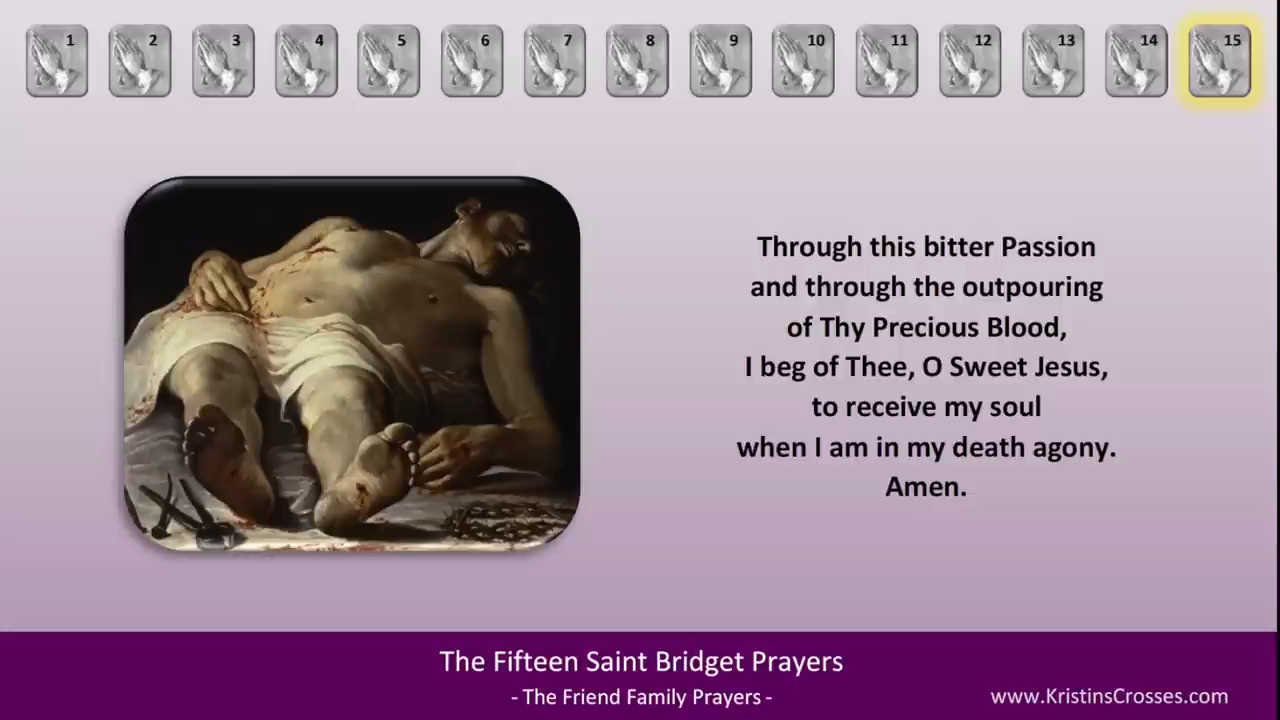 1 2 3 4 5 6 7 8 9 10 11 12 13 14 15
Through this bitter Passion
and through the outpouring
of Thy Precious Blood,
I beg of Thee, O Sweet Jesus,
to receive my soul
when I am in my death agony.
Amen.
The Fifteen Saint Bridget Prayers
- The Friend Family Prayers -
www.KristinsCrosses.com